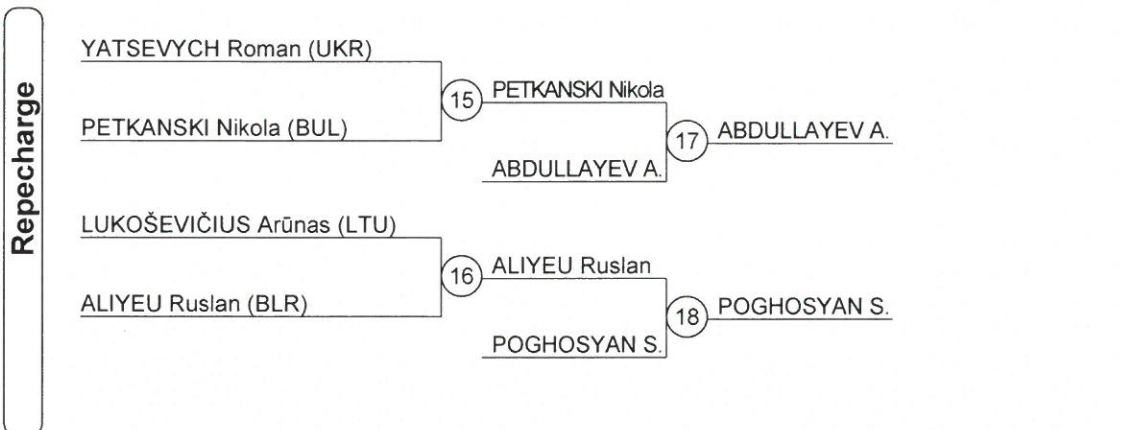 Repecharge
YATSEVYCH Roman (UKR)
15
PETKANSKI Nikola
PETKANSKI Nikola (BUL)
17
ABDULLAYEV A.
ABDULLAYEV A.
LUKOŠEVIČIUS Arūnas (LTU)
16
ALIYEU Ruslan
ALIYEU Ruslan (BLR)
18
POGHOSYAN S.
POGHOSYAN S.